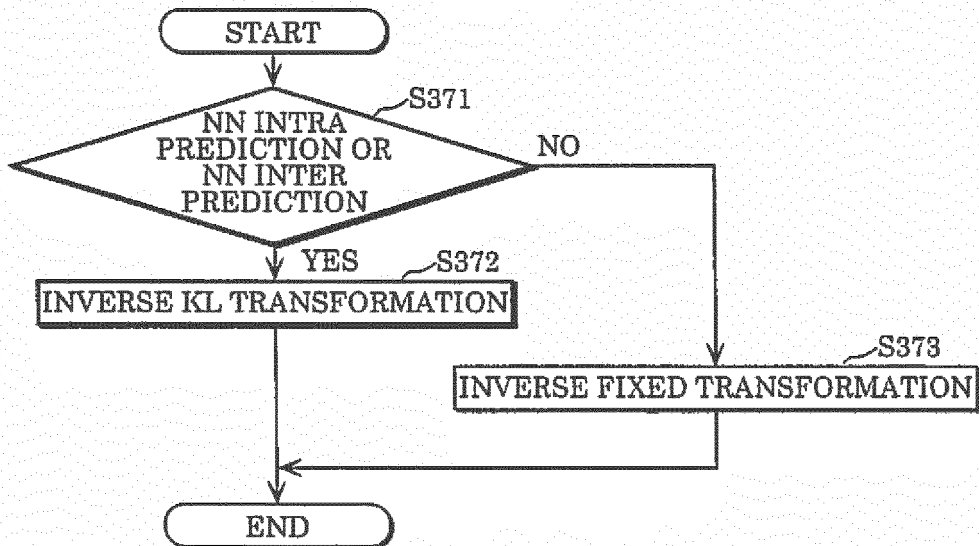 START
S371
NN INTRA
PREDICTION OR
NN INTER
PREDICTION
NO
YES
S372
INVERSE KL TRANSFORMATION
S373
INVERSE FIXED TRANSFORMATION
END